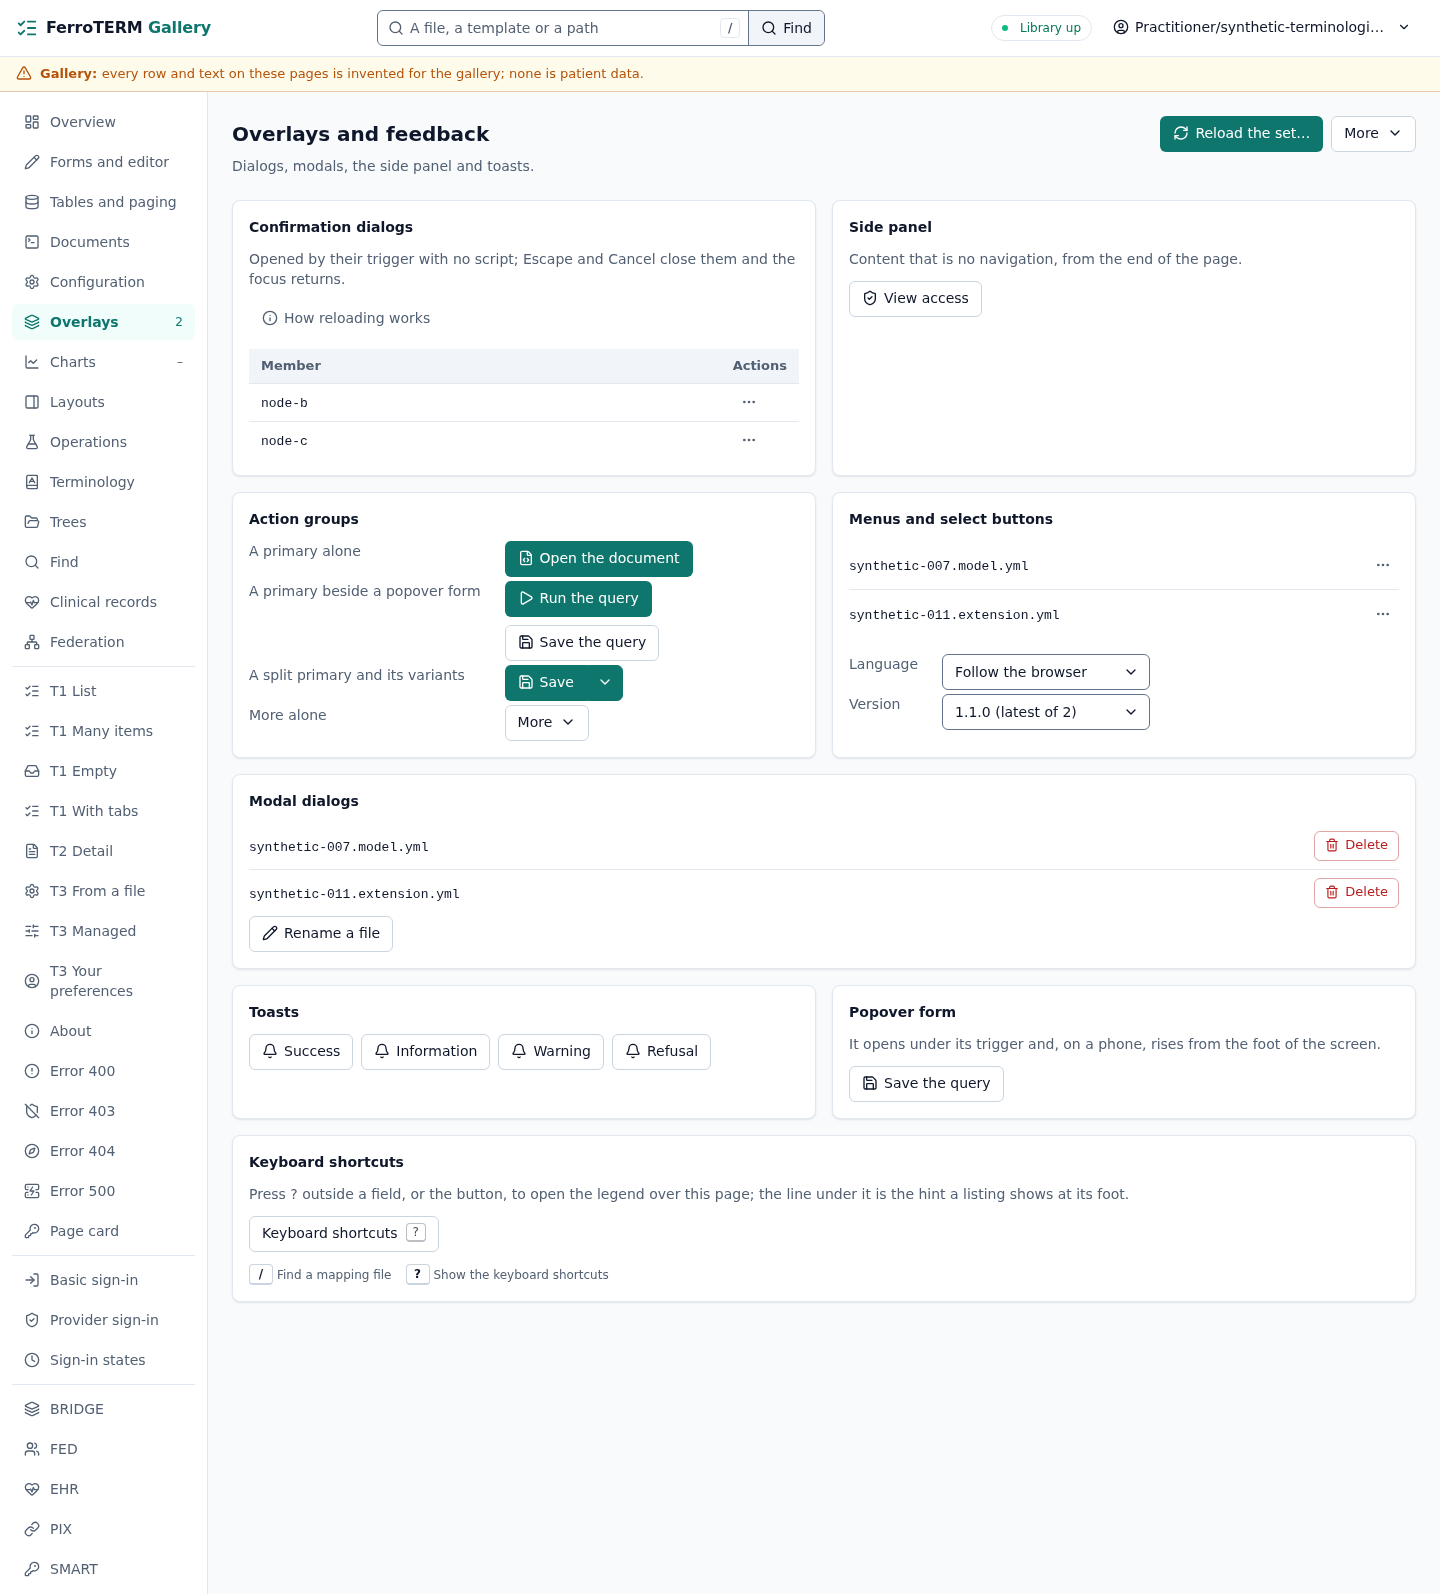 FerroTERM Gallery
A file, a template or a path
/
Find
Library up
Practitioner/synthetic-terminologi…
Gallery: every row and text on these pages is invented for the gallery; none is patient data.
Overview
Forms and editor
Tables and paging
Documents
Configuration
Overlays 2
Charts –
Layouts
Operations
Terminology
Trees
Find
Clinical records
Federation
T1 List
T1 Many items
T1 Empty
T1 With tabs
T2 Detail
T3 From a file
T3 Managed
T3 Your
preferences
About
Error 400
Error 403
Error 404
Error 500
Page card
Basic sign-in
Provider sign-in
Sign-in states
BRIDGE
FED
EHR
PIX
SMART
Overlays and feedback
Reload the set…
More
Dialogs, modals, the side panel and toasts.
Confirmation dialogs
Opened by their trigger with no script; Escape and Cancel close them and the
focus returns.
How reloading works
Member Actions
node-b ···
node-c ···
Side panel
Content that is no navigation, from the end of the page.
View access
Action groups
A primary alone
Open the document
A primary beside a popover form
Run the query
Save the query
A split primary and its variants
Save
More alone
More
Menus and select buttons
synthetic-007.model.yml ···
synthetic-011.extension.yml ···
Language
Follow the browser
Version
1.1.0 (latest of 2)
Modal dialogs
synthetic-007.model.yml
Delete
synthetic-011.extension.yml
Delete
Rename a file
Toasts
Success
Information
Warning
Refusal
Popover form
It opens under its trigger and, on a phone, rises from the foot of the screen.
Save the query
Keyboard shortcuts
Press ? outside a field, or the button, to open the legend over this page; the line under it is the hint a listing shows at its foot.
Keyboard shortcuts ?
/ Find a mapping file ? Show the keyboard shortcuts